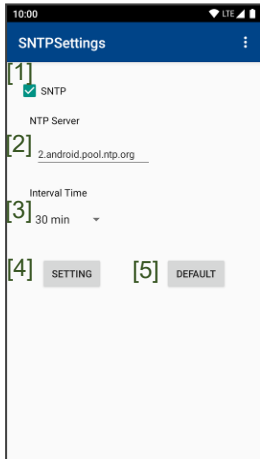 10:00 LTE
SNTPSettings
[1]
SNTP
NTP Server
[2] 2.android.pool.ntp.org
Interval Time
[3] 30 min
[4] SETTING [5] DEFAULT